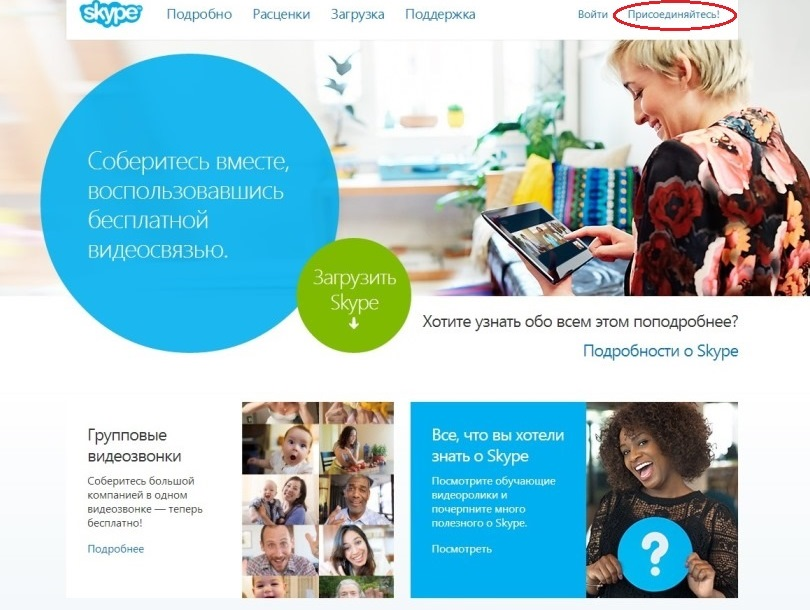 skype
Подробно Расценки Загрузка Поддержка Войти Присоединяйтесь!
Соберитесь вместе,
воспользовавшись
бесплатной
видеосвязью.
Загрузить
Skype
Хотите узнать обо всем этом поподробнее?
Подробности о Skype
Групповые
видеозвонки
Соберитесь большой
компанией в одном
видеозвонке — теперь
бесплатно!
Подробнее
Все, что вы хотели
знать о Skype
Посмотрите обучающие
видеоролики и
почерпните много
полезного о Skype.
Посмотреть
?